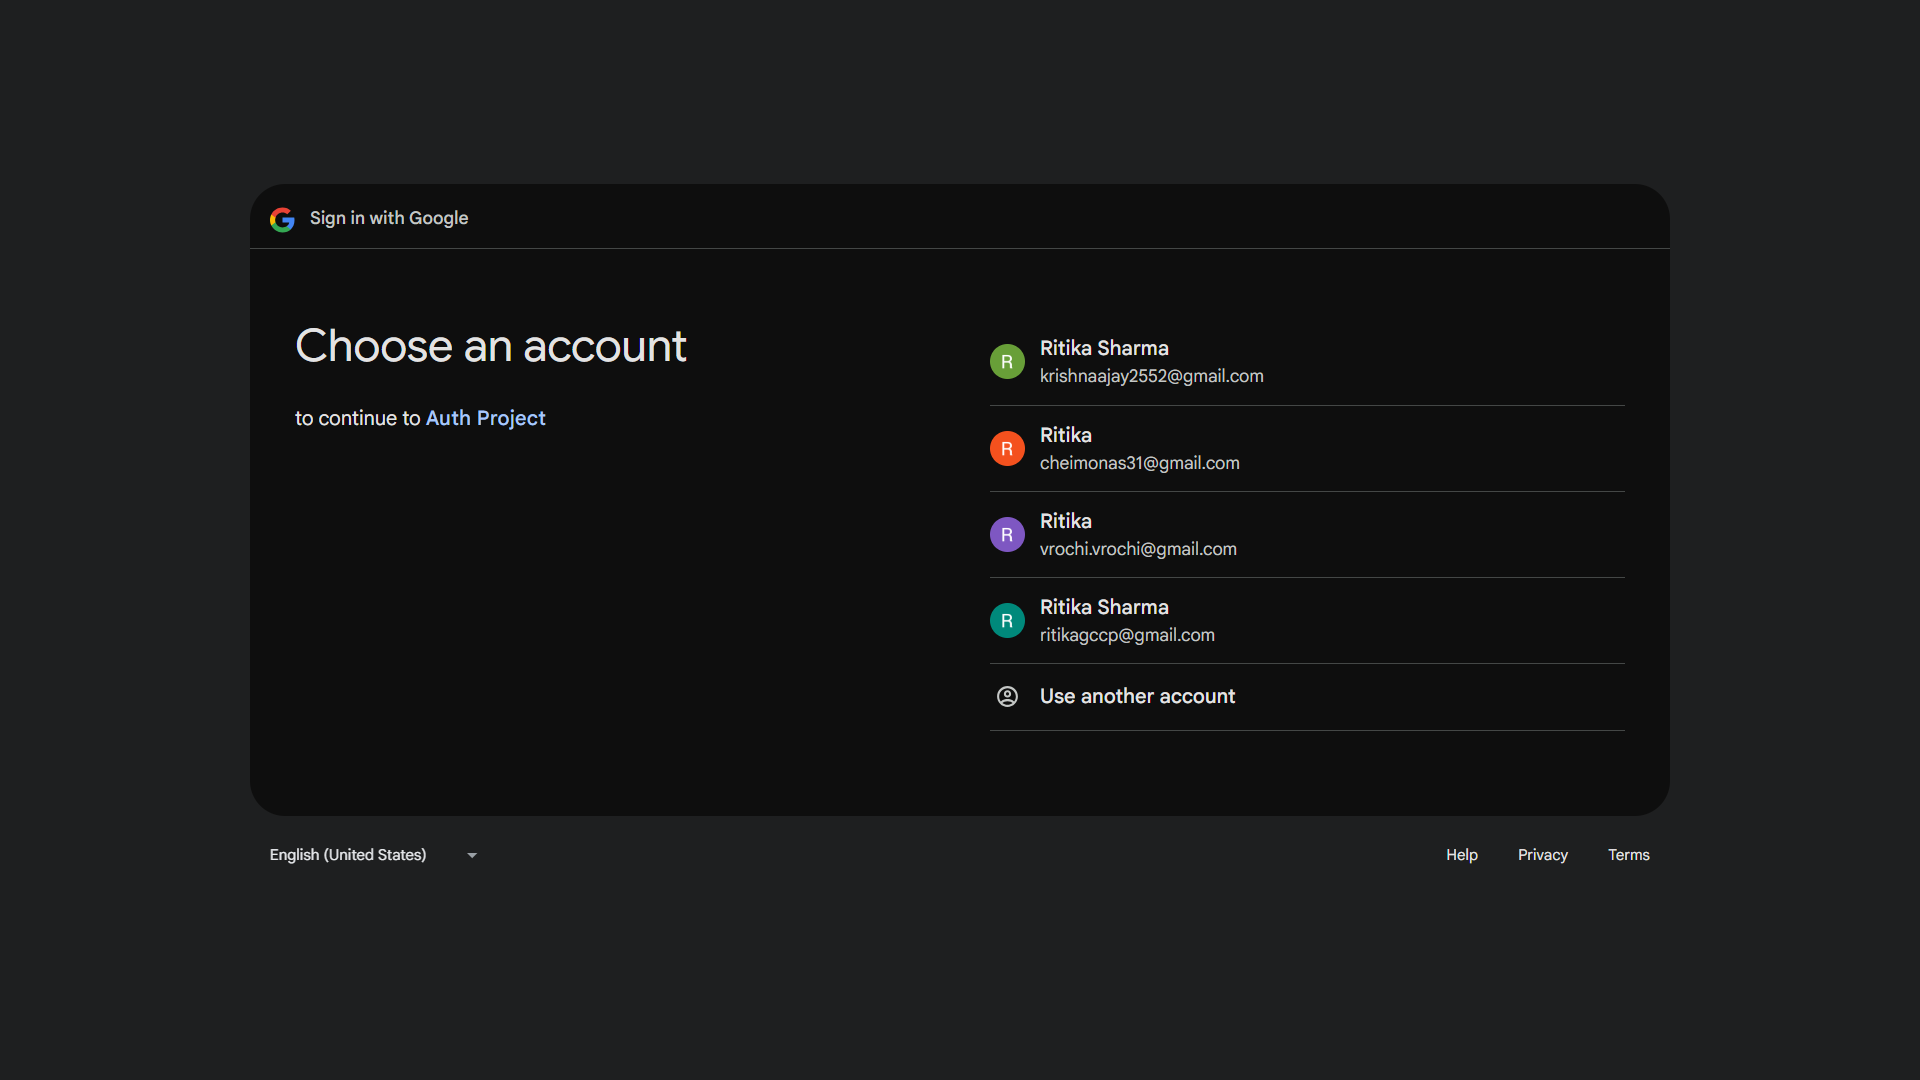 Sign in with Google
Choose an account
to continue to Auth Project
R
Ritika Sharma
krishnaajay2552@gmail.com
R
Ritika
cheimonas31@gmail.com
R
Ritika
vrochi.vrochi@gmail.com
R
Ritika Sharma
ritikagccp@gmail.com
Use another account
English (United States)
Help Privacy Terms